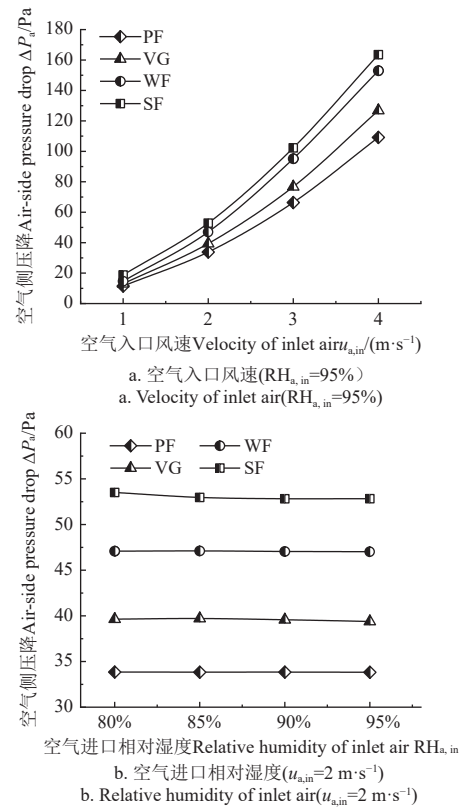 空气侧压降Air-side pressure drop ΔPa/Pa
180
160
140
120
100
80
60
40
20
0
PF
VG
WF
SF
1 2 3 4
空气入口风速Velocity of inlet airua,in/(m·s−1)
a. 空气入口风速(RHa, in=95%）
a. Velocity of inlet air(RHa, in=95%)
空气侧压降Air-side pressure drop ΔPa/Pa
60
55
50
45
40
35
30
PF WF
VG SF
80% 85% 90% 95%
空气进口相对湿度Relative humidity of inlet air RHa, in
b. 空气进口相对湿度(ua,in=2 m·s−1)
b. Relative humidity of inlet air(ua,in=2 m·s−1)